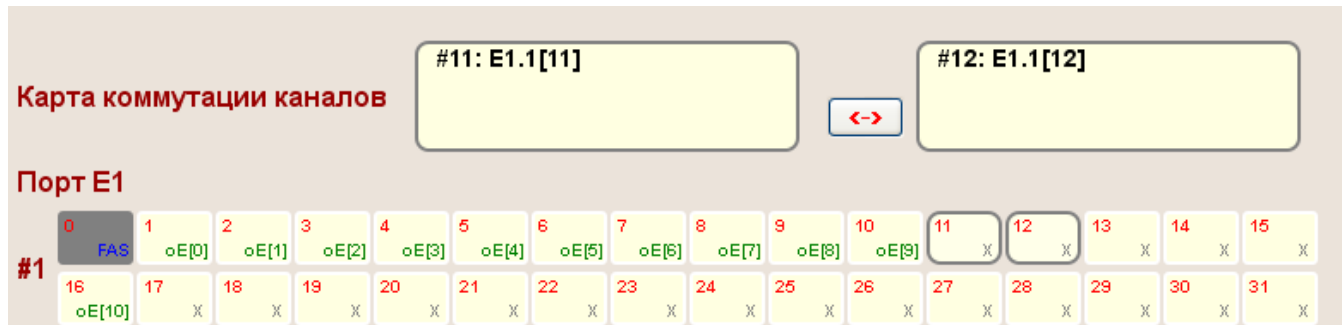 #11: E1.1[11]
#12: E1.1[12]
Карта коммутации каналов
<->
Порт E1
#1
0 1 2 3 4 5 6 7 8 9 10 11 12 13 14 15
FAS oE[0] oE[1] oE[2] oE[3] oE[4] oE[5] oE[6] oE[7] oE[8] oE[9] X X X X X
16 17 18 19 20 21 22 23 24 25 26 27 28 29 30 31
oE[10] X X X X X X X X X X X X X X X